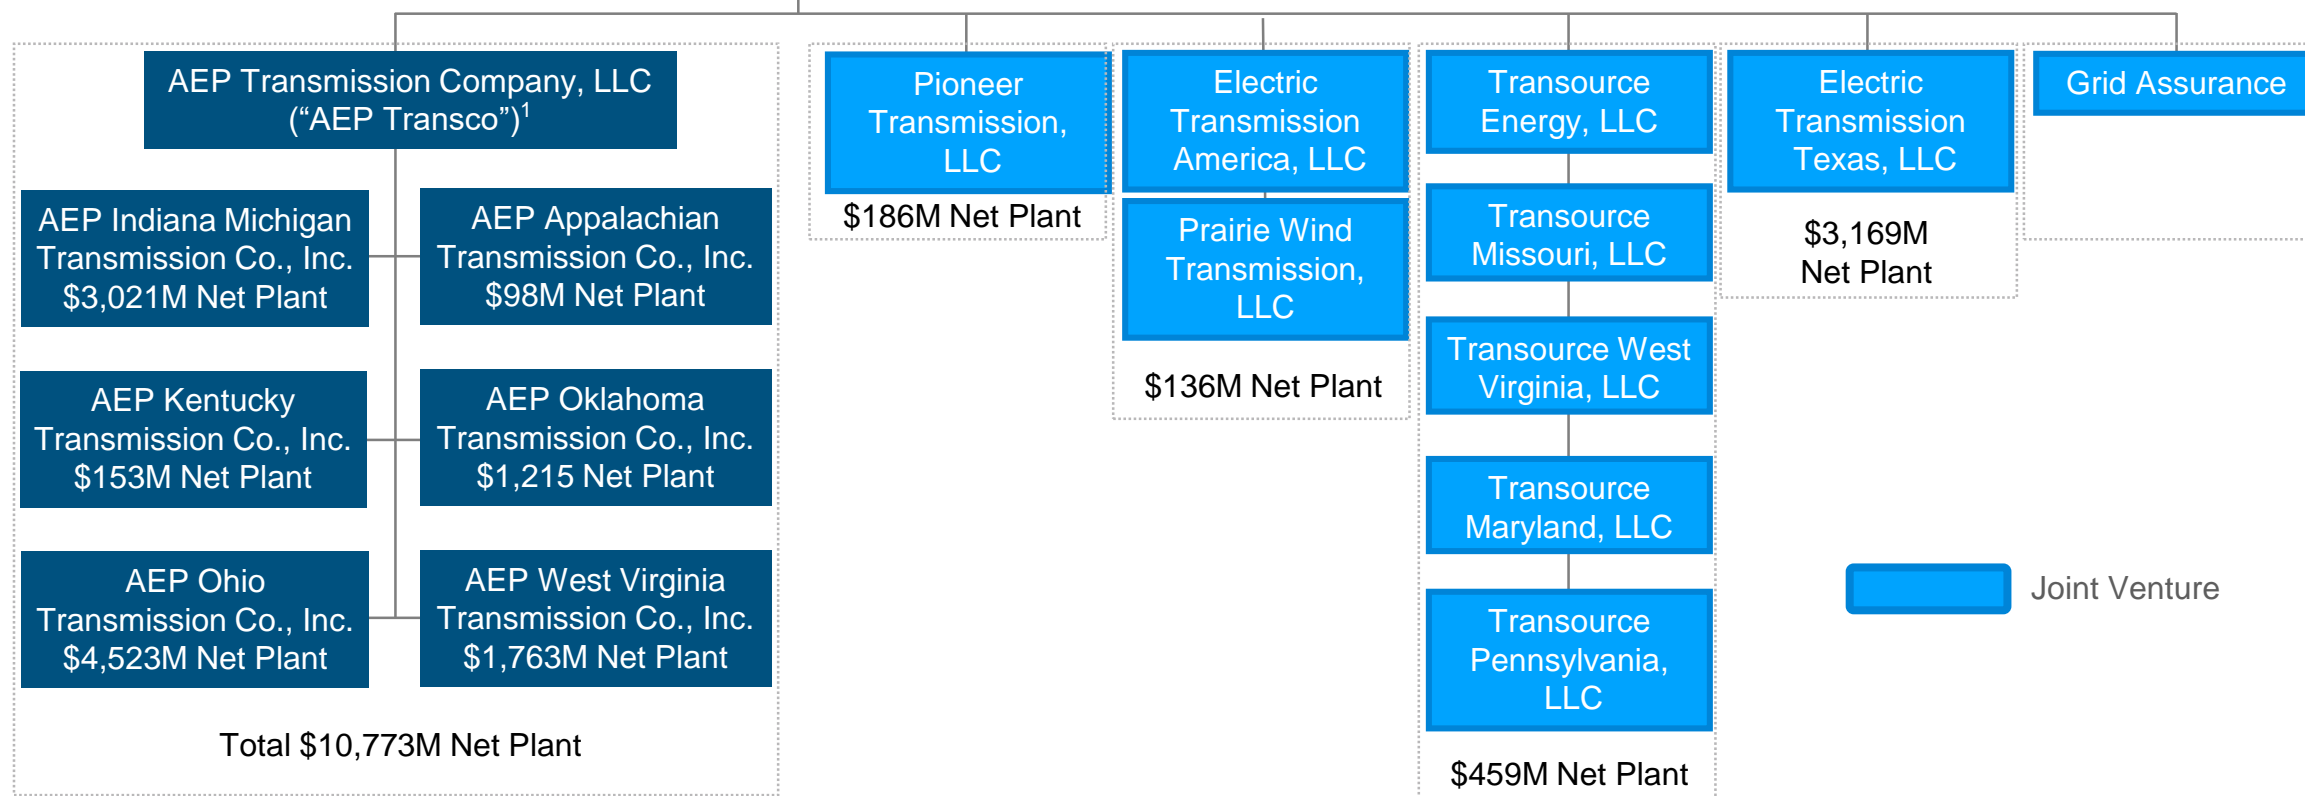 AEP Transmission Company, LLC
(“AEP Transco”)1
AEP Indiana Michigan
Transmission Co., Inc.
$3,021M Net Plant
AEP Appalachian
Transmission Co., Inc.
$98M Net Plant
AEP Kentucky
Transmission Co., Inc.
$153M Net Plant
AEP Oklahoma
Transmission Co., Inc.
$1,215 Net Plant
AEP Ohio
Transmission Co., Inc.
$4,523M Net Plant
AEP West Virginia
Transmission Co., Inc.
$1,763M Net Plant
Total $10,773M Net Plant
Pioneer
Transmission,
LLC
$186M Net Plant
Electric
Transmission
America, LLC
Prairie Wind
Transmission,
LLC
$136M Net Plant
Transource
Energy, LLC
Transource
Missouri, LLC
Transource West
Virginia, LLC
Transource
Maryland, LLC
Transource
Pennsylvania,
LLC
$459M Net Plant
Electric
Transmission
Texas, LLC
$3,169M
Net Plant
Grid Assurance
Joint Venture